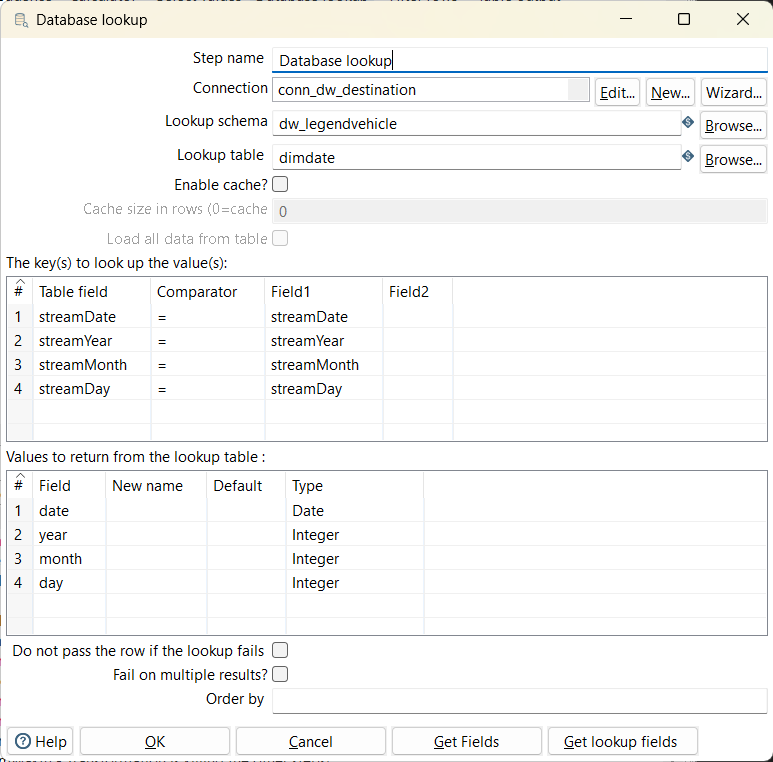 Database lookup
Step name Database lookup
Connection conn_dw_destination Edit... New... Wizard...
Lookup schema dw_legendvehicle Browse...
Lookup table dimdate Browse...
Enable cache?
Cache size in rows (0=cache 0
Load all data from table
The key(s) to look up the value(s):
# Table field Comparator Field1 Field2
1 streamDate = streamDate
2 streamYear = streamYear
3 streamMonth = streamMonth
4 streamDay = streamDay
Values to return from the lookup table :
# Field New name Default Type
1 date Date
2 year Integer
3 month Integer
4 day Integer
Do not pass the row if the lookup fails
Fail on multiple results?
Order by
Help OK Cancel Get Fields Get lookup fields